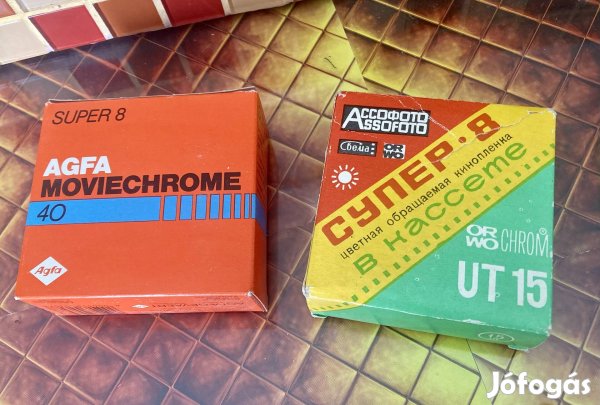 SUPER 8
AGFA
MOVIECHROME
40
Agfa
АССОФОТО
ASSOFOTO
Свема
ORWO
СУПЕР·8
цветная обращаемая кинопленка
в кассете
ORWO CHROM
UT 15
Jófogás